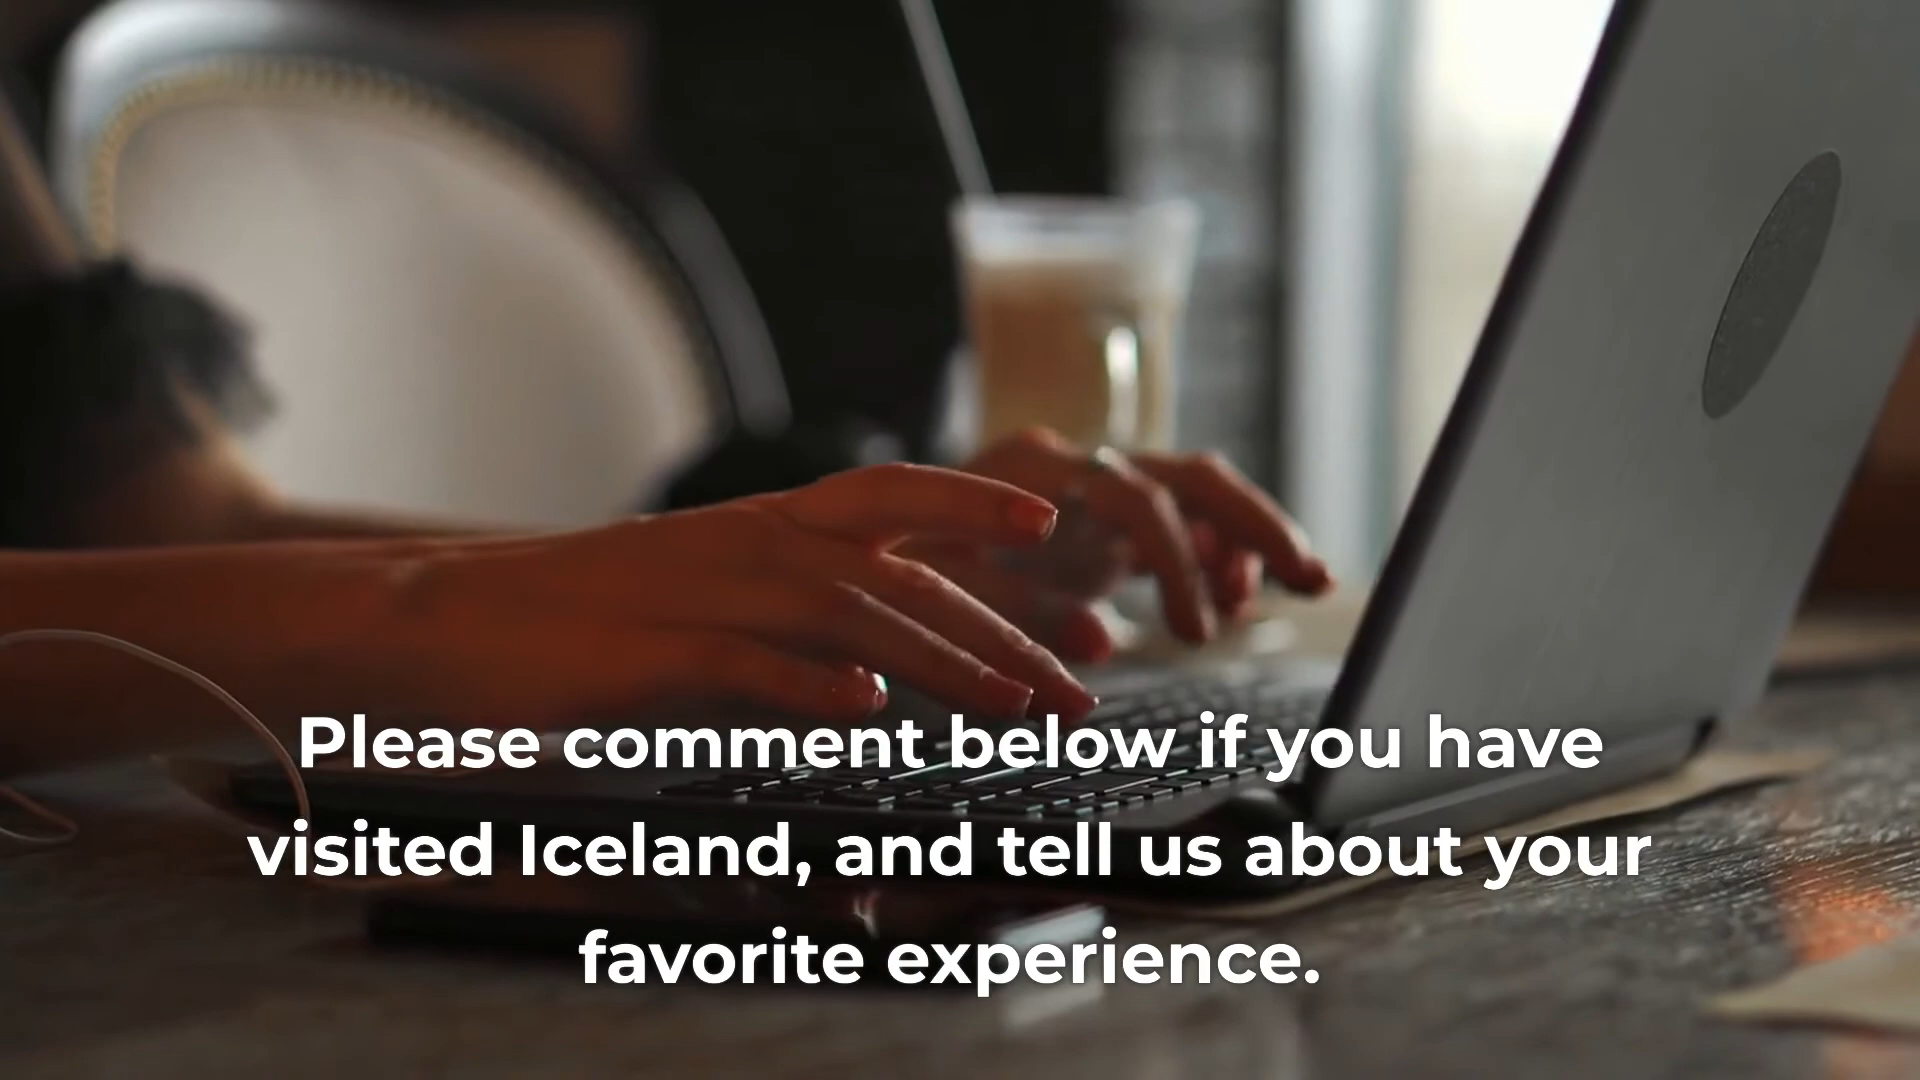 Please comment below if you have
visited Iceland, and tell us about your
favorite experience.